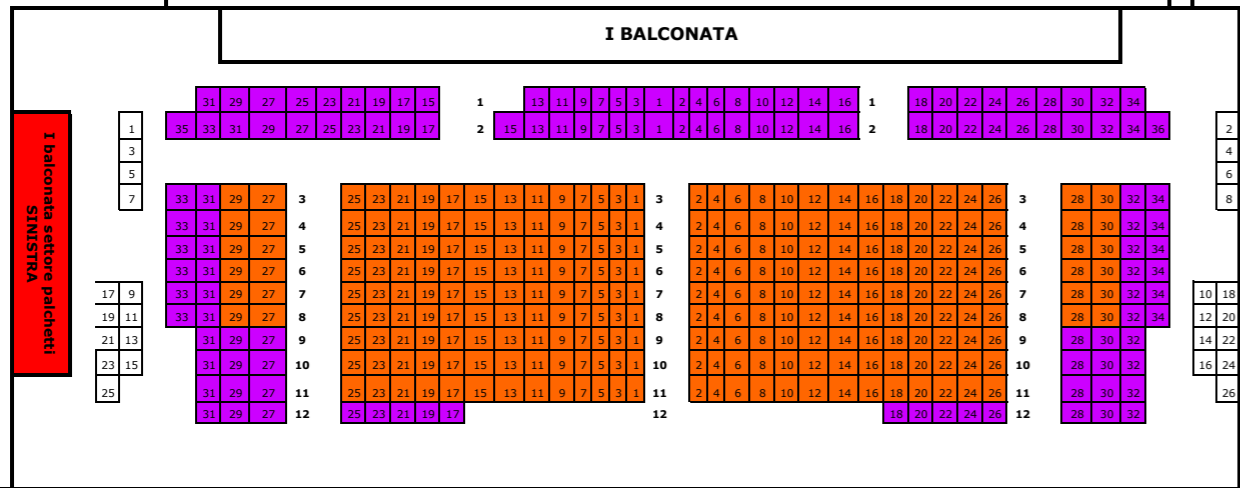 I BALCONATA
31 29 27 25 23 21 19 17 15 1 13 11 9 7 5 3 1 2 4 6 8 10 12 14 16 1 18 20 22 24 26 28 30 32 34
1 35 33 31 29 27 25 23 21 19 17 2 15 13 11 9 7 5 3 1 2 4 6 8 10 12 14 16 2 18 20 22 24 26 28 30 32 34 36 2
3 4
5 6
7 33 31 29 27 3 25 23 21 19 17 15 13 11 9 7 5 3 1 3 2 4 6 8 10 12 14 16 18 20 22 24 26 3 28 30 32 34 8
33 31 29 27 4 25 23 21 19 17 15 13 11 9 7 5 3 1 4 2 4 6 8 10 12 14 16 18 20 22 24 26 4 28 30 32 34
33 31 29 27 5 25 23 21 19 17 15 13 11 9 7 5 3 1 5 2 4 6 8 10 12 14 16 18 20 22 24 26 5 28 30 32 34
33 31 29 27 6 25 23 21 19 17 15 13 11 9 7 5 3 1 6 2 4 6 8 10 12 14 16 18 20 22 24 26 6 28 30 32 34
17 9 33 31 29 27 7 25 23 21 19 17 15 13 11 9 7 5 3 1 7 2 4 6 8 10 12 14 16 18 20 22 24 26 7 28 30 32 34 10 18
19 11 33 31 29 27 8 25 23 21 19 17 15 13 11 9 7 5 3 1 8 2 4 6 8 10 12 14 16 18 20 22 24 26 8 28 30 32 34 12 20
21 13 31 29 27 9 25 23 21 19 17 15 13 11 9 7 5 3 1 9 2 4 6 8 10 12 14 16 18 20 22 24 26 9 28 30 32 14 22
23 15 31 29 27 10 25 23 21 19 17 15 13 11 9 7 5 3 1 10 2 4 6 8 10 12 14 16 18 20 22 24 26 10 28 30 32 16 24
25 31 29 27 11 25 23 21 19 17 15 13 11 9 7 5 3 1 11 2 4 6 8 10 12 14 16 18 20 22 24 26 11 28 30 32 26
31 29 27 12 25 23 21 19 17 12 18 20 22 24 26 12 28 30 32
I balconata settore palchetti
SINISTRA